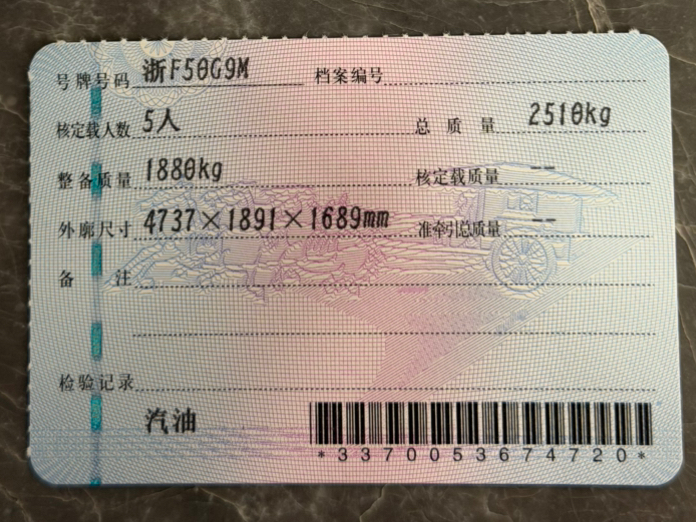 号牌号码 浙F50G9M 档案编号
核定载人数 5人 总质量 2510kg
整备质量 1880kg 核定载质量 --
外廓尺寸 4737×1891×1689mm 准牵引总质量 --
备注
检验记录
汽油
*3370053674720*